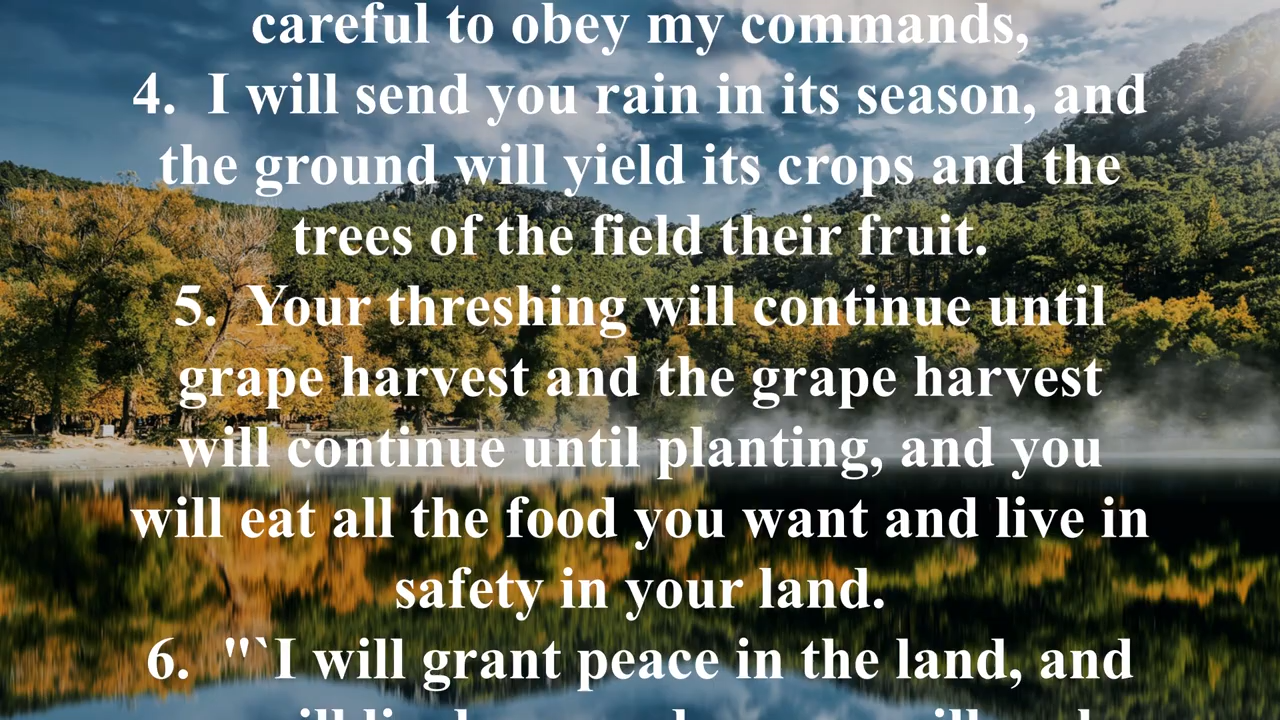 careful to obey my commands,
4. I will send you rain in its season, and
the ground will yield its crops and the
trees of the field their fruit.
5. Your threshing will continue until
grape harvest and the grape harvest
will continue until planting, and you
will eat all the food you want and live in
safety in your land.
6. "`I will grant peace in the land, and